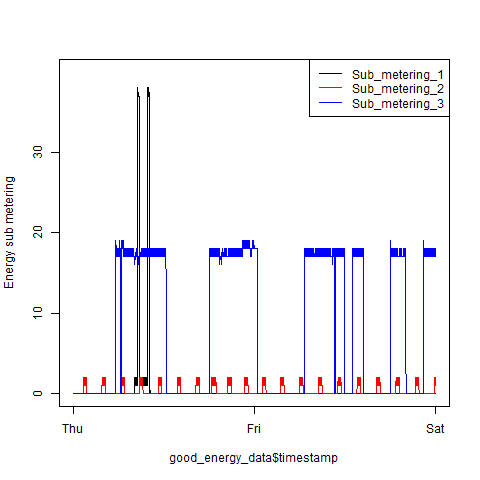 Sub_metering_1
Sub_metering_2
Sub_metering_3
Energy sub metering
30
20
10
0
Thu
Fri
Sat
good_energy_data$timestamp